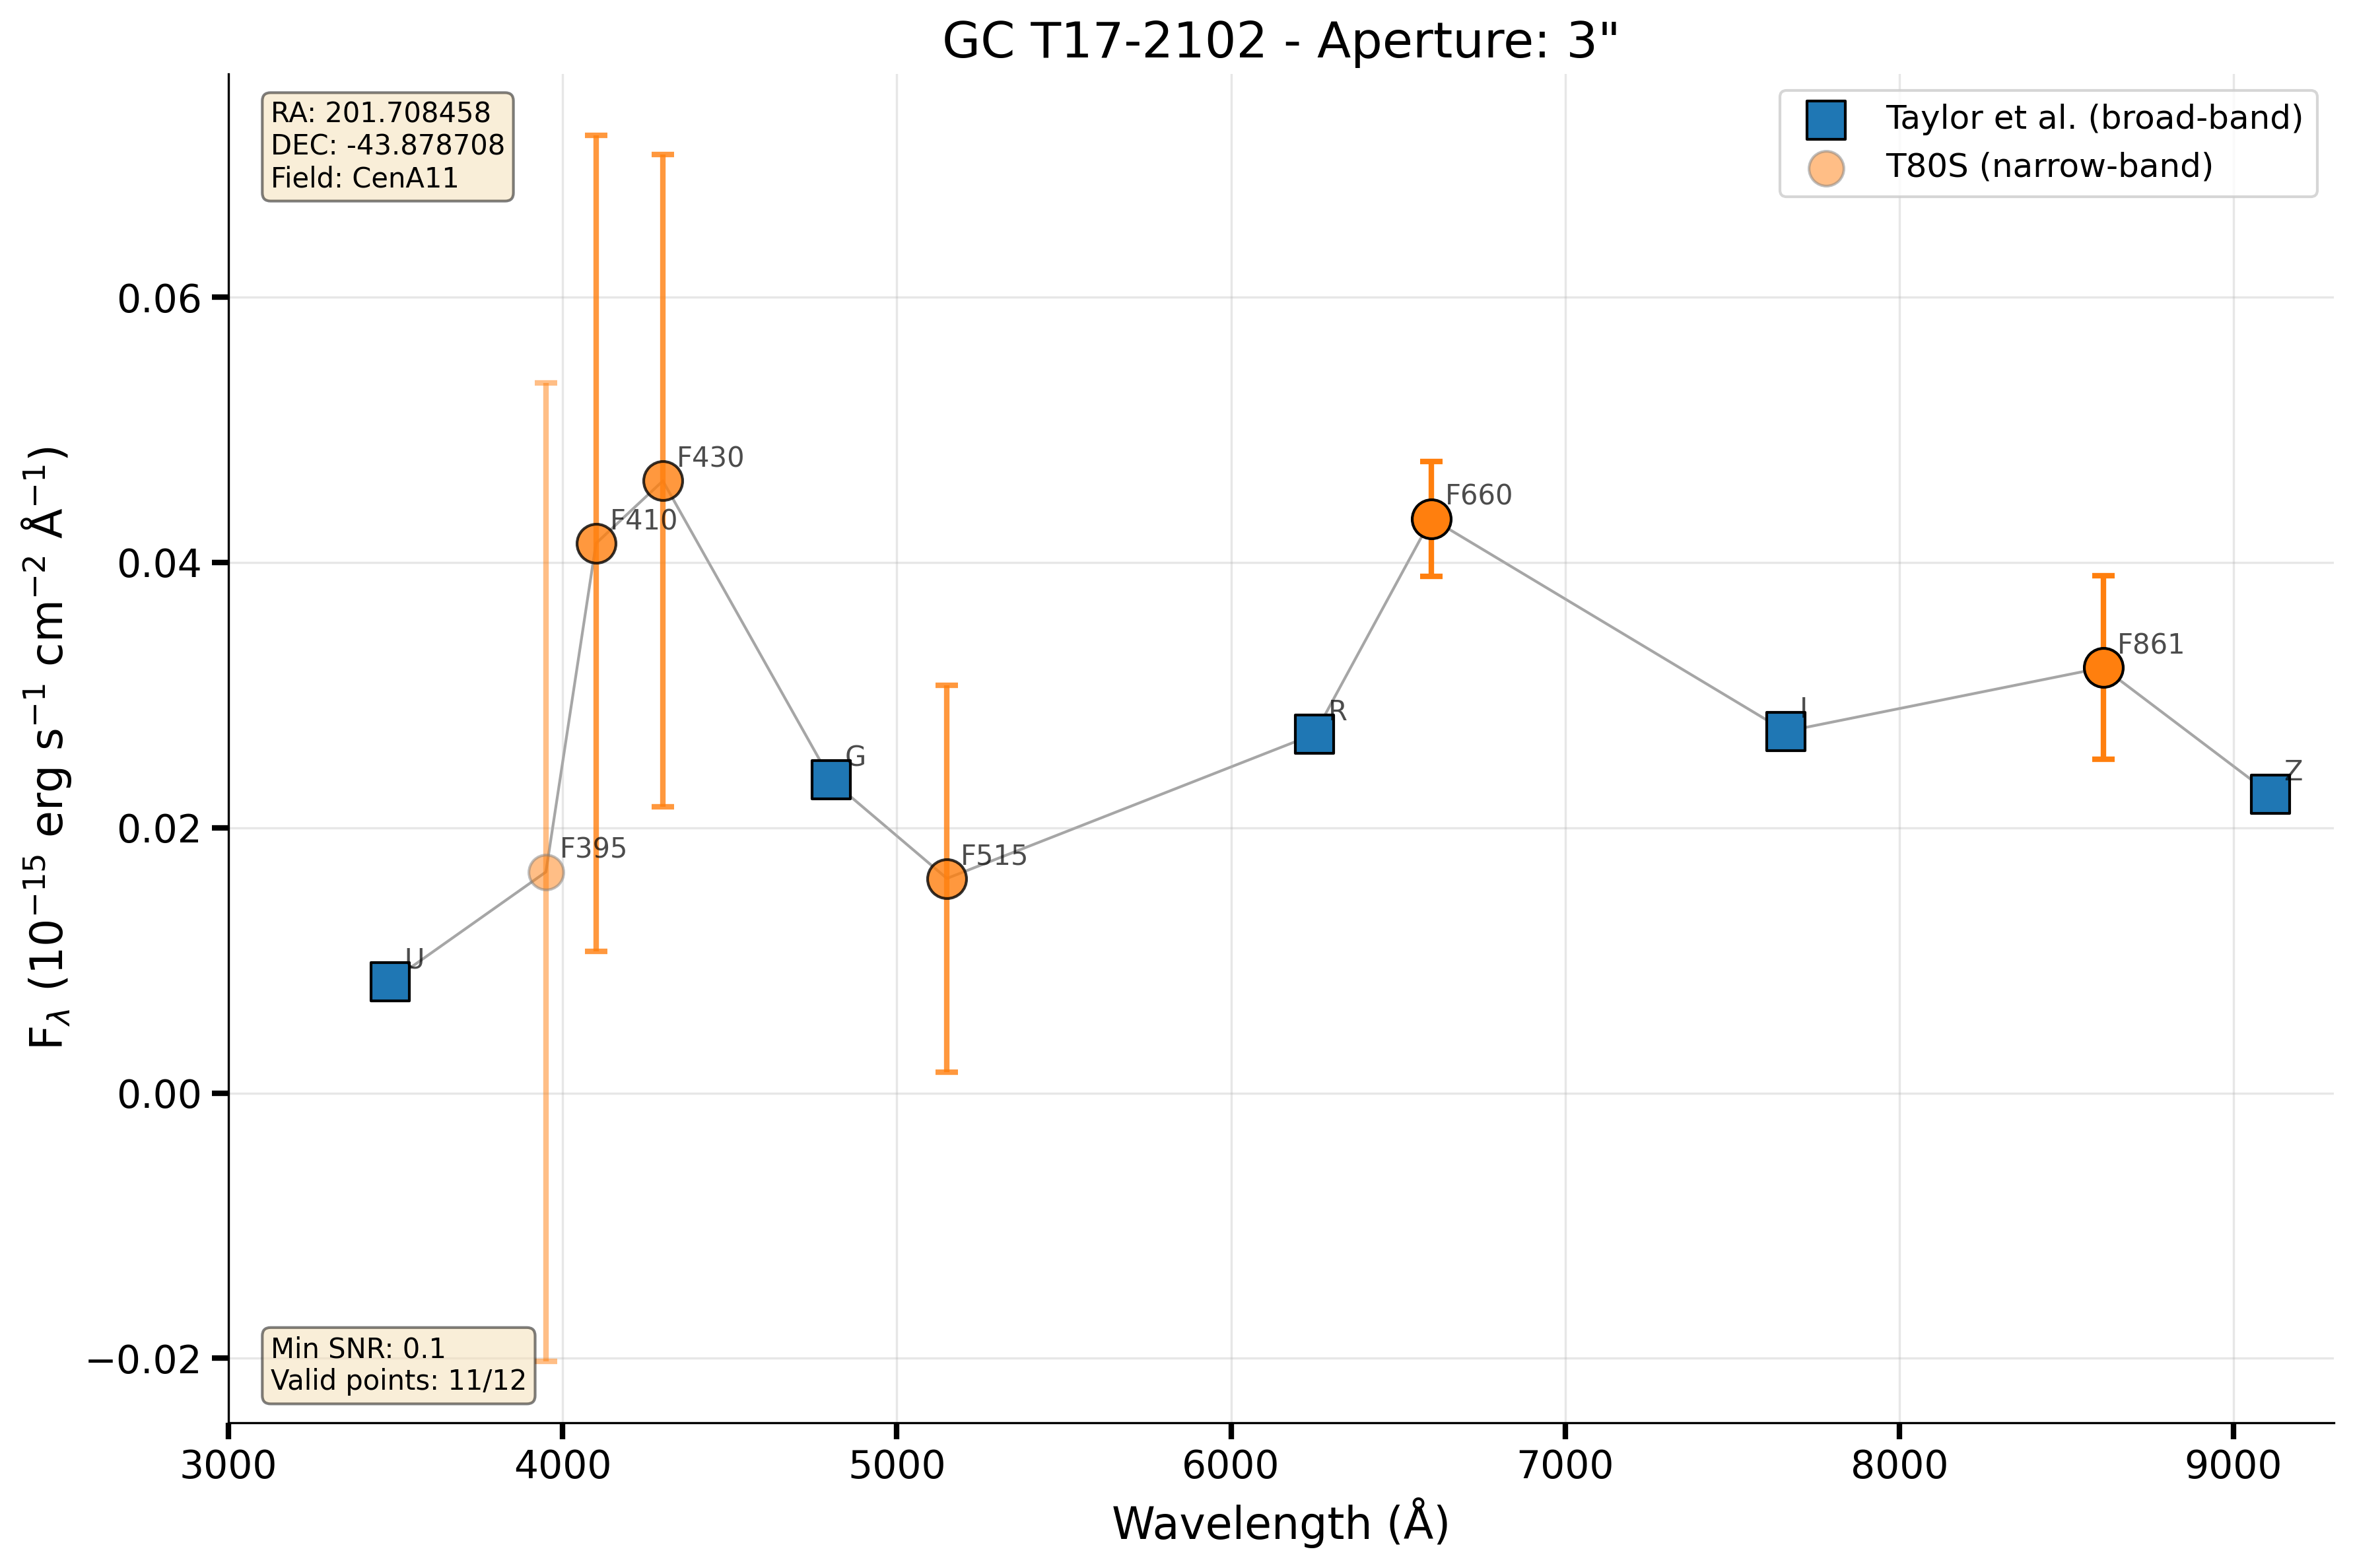 GC T17-2102 - Aperture: 3"
RA: 201.708458
DEC: -43.878708
Field: CenA11
Taylor et al. (broad-band)
T80S (narrow-band)
F$_{λ}$ (10$^{−15}$ erg s$^{−1}$ cm$^{−2}$ Å$^{−1}$)
0.06
0.04
0.02
0.00
−0.02
U
F395
F410
F430
G
F515
R
F660
I
F861
Z
Min SNR: 0.1
Valid points: 11/12
3000
4000
5000
6000
7000
8000
9000
Wavelength (Å)